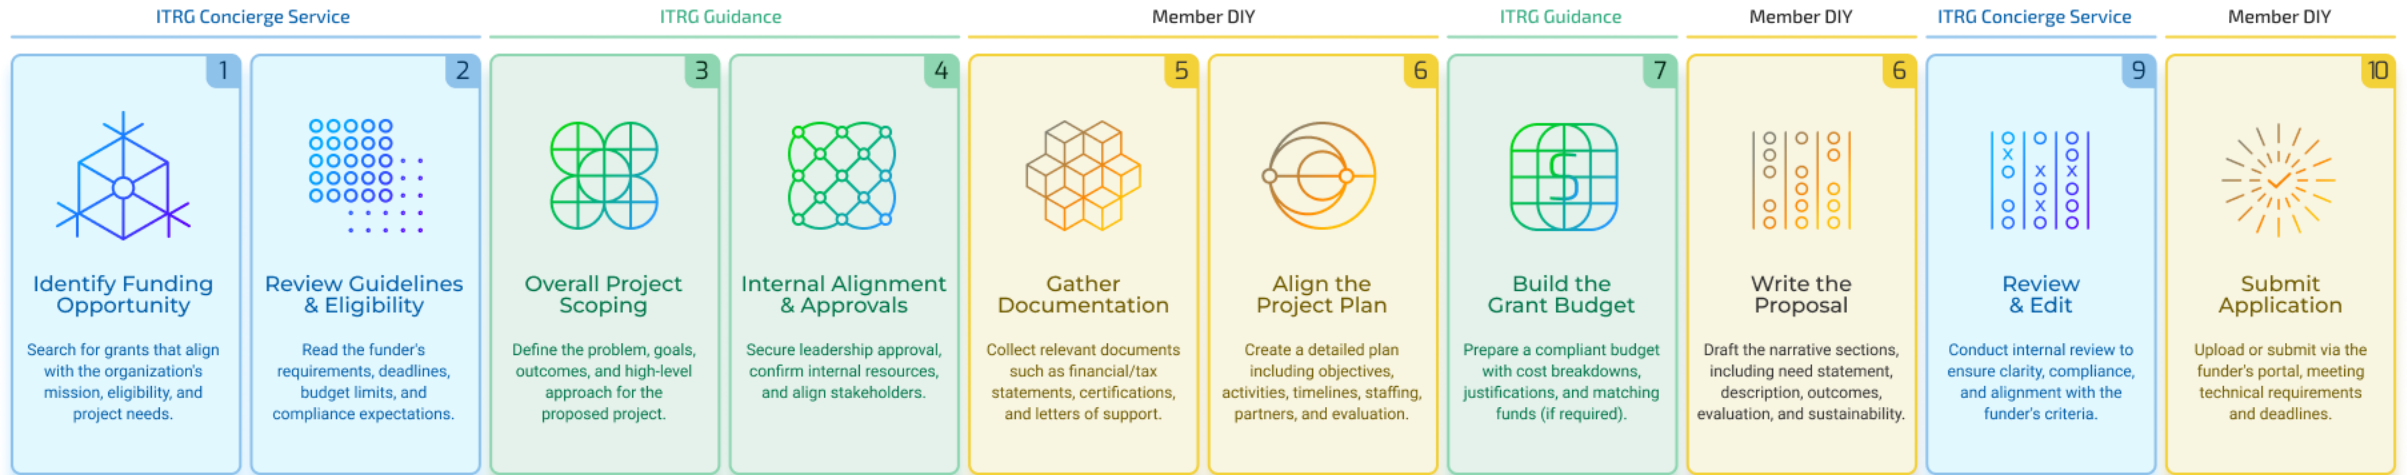 ITRG Concierge Service
ITRG Guidance
Member DIY
ITRG Guidance
Member DIY
ITRG Concierge Service
Member DIY
1
Identify Funding
Opportunity
Search for grants that align
with the organization's
mission, eligibility, and
project needs.
2
Review Guidelines
& Eligibility
Read the funder's
requirements, deadlines,
budget limits, and
compliance expectations.
3
Overall Project
Scoping
Define the problem, goals,
outcomes, and high-level
approach for the
proposed project.
4
Internal Alignment
& Approvals
Secure leadership approval,
confirm internal resources,
and align stakeholders.
5
Gather
Documentation
Collect relevant documents
such as financial/tax
statements, certifications,
and letters of support.
6
Align the
Project Plan
Create a detailed plan
including objectives,
activities, timelines, staffing,
partners, and evaluation.
7
S
Build the
Grant Budget
Prepare a compliant budget
with cost breakdowns,
justifications, and matching
funds (if required).
6
Write the
Proposal
Draft the narrative sections,
including need statement,
description, outcomes,
evaluation, and sustainability.
9
Review
& Edit
Conduct internal review to
ensure clarity, compliance,
and alignment with the
funder's criteria.
10
Submit
Application
Upload or submit via the
funder's portal, meeting
technical requirements
and deadlines.